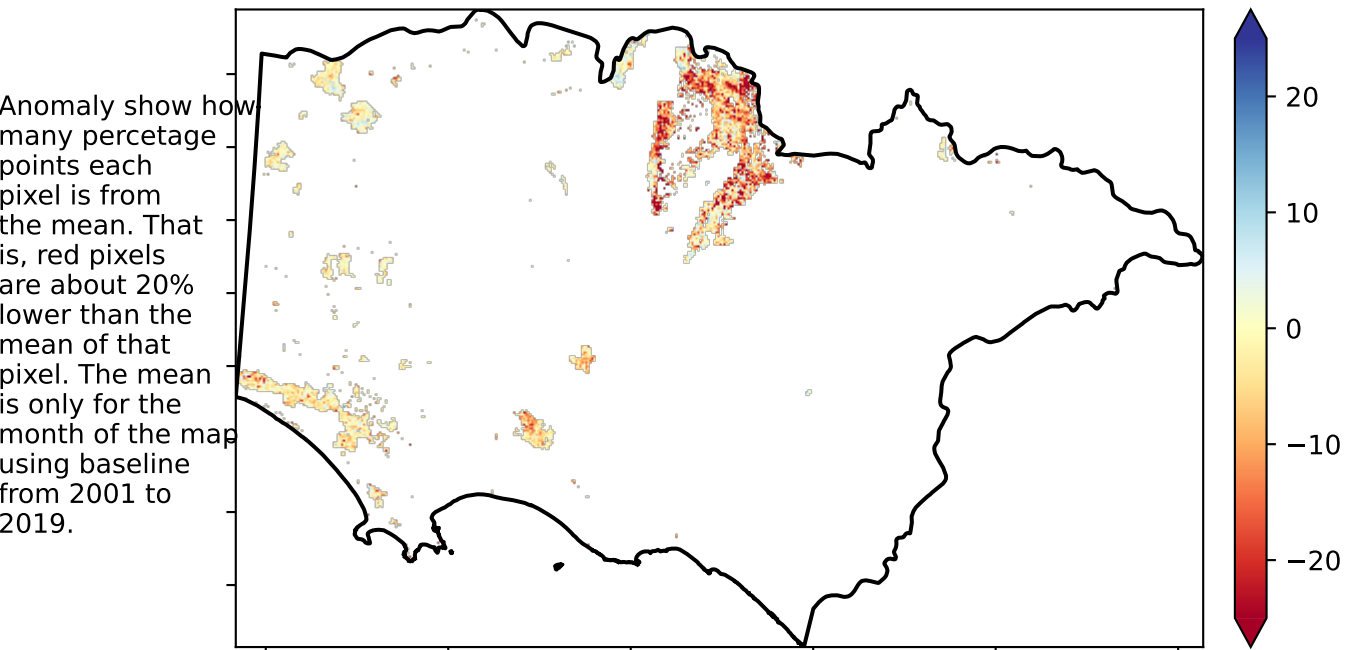 Anomaly show how
many percetage
points each
pixel is from
the mean. That
is, red pixels
are about 20%
lower than the
mean of that
pixel. The mean
is only for the
month of the map
using baseline
from 2001 to
2019.
20
10
0
−10
−20